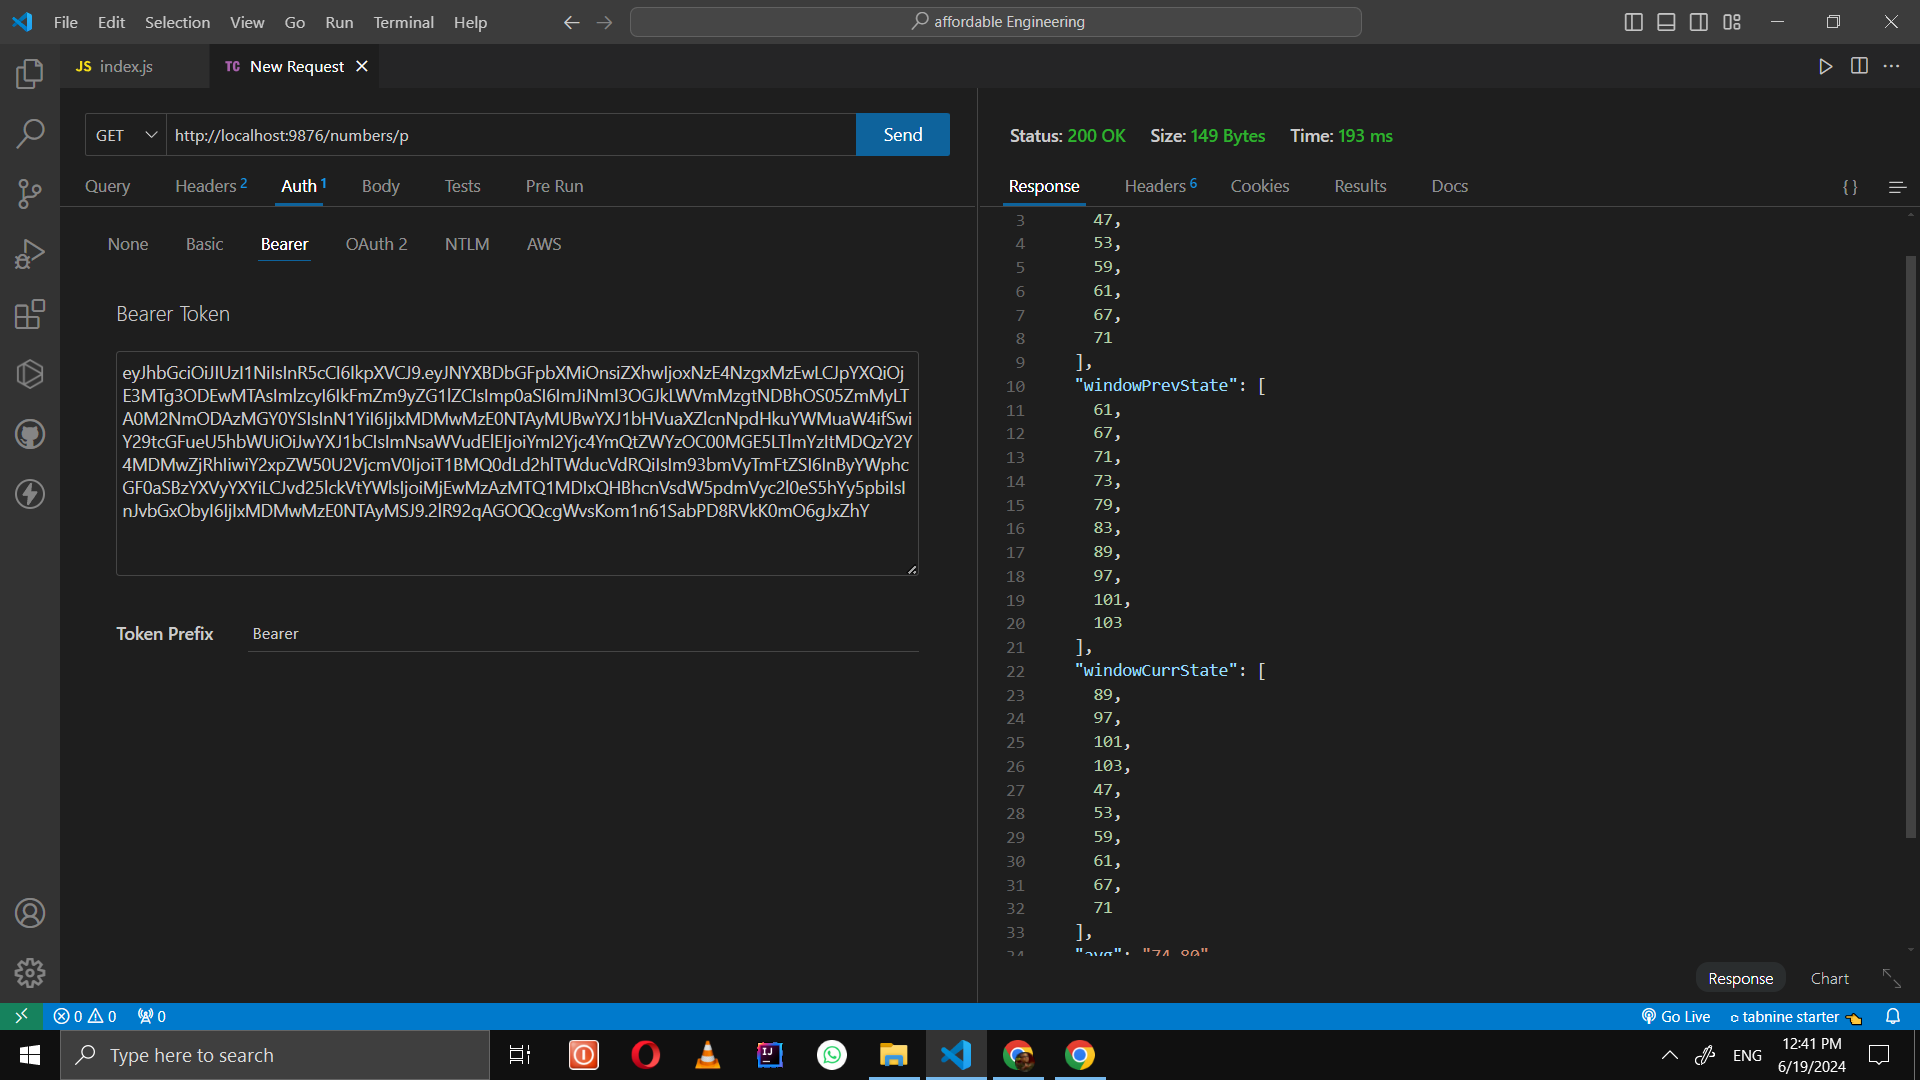 File Edit Selection View Go Run Terminal Help
affordable Engineering
JS index.js
TC New Request
GET
http://localhost:9876/numbers/p
Send
Query Headers 2 Auth 1 Body Tests Pre Run
None Basic Bearer OAuth 2 NTLM AWS
Bearer Token
Token Prefix Bearer
Status: 200 OK Size: 149 Bytes Time: 193 ms
Response Headers 6 Cookies Results Docs
{ }
3 47,
4 53,
5 59,
6 61,
7 67,
8 71
9 ],
10 "windowPrevState": [
11 61,
12 67,
13 71,
14 73,
15 79,
16 83,
17 89,
18 97,
19 101,
20 103
21 ],
22 "windowCurrState": [
23 89,
24 97,
25 101,
26 103,
27 47,
28 53,
29 59,
30 61,
31 67,
32 71
33 ],
34 "avg": "74.80"
Response Chart
0 0 0
Go Live
tabnine starter
Type here to search
ENG
12:41 PM
6/19/2024